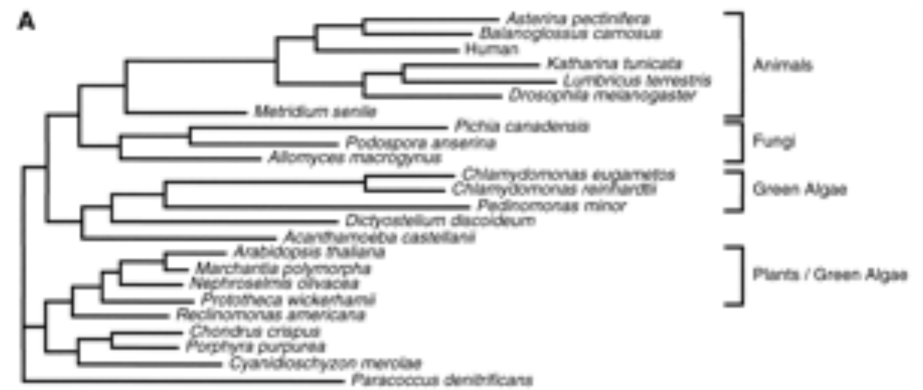 A
Asterina pectinifera
Balanoglossus carnosus
Human
Katharina tunicata
Lumbricus terrestris
Drosophila melanogaster
Metridium senile
Animals
Pichia canadensis
Podospora anserina
Allomyces macrogynus
Fungi
Chlamydomonas eugametos
Chlamydomonas reinhardtii
Pedinomonas minor
Green Algae
Dictyostelium discoideum
Acanthamoeba castellanii
Arabidopsis thaliana
Marchantia polymorpha
Nephroselmis olivacea
Prototheca wickerhamii
Plants / Green Algae
Reclinomonas americana
Chondrus crispus
Porphyra purpurea
Cyanidioschyzon merolae
Paracoccus denitrificans